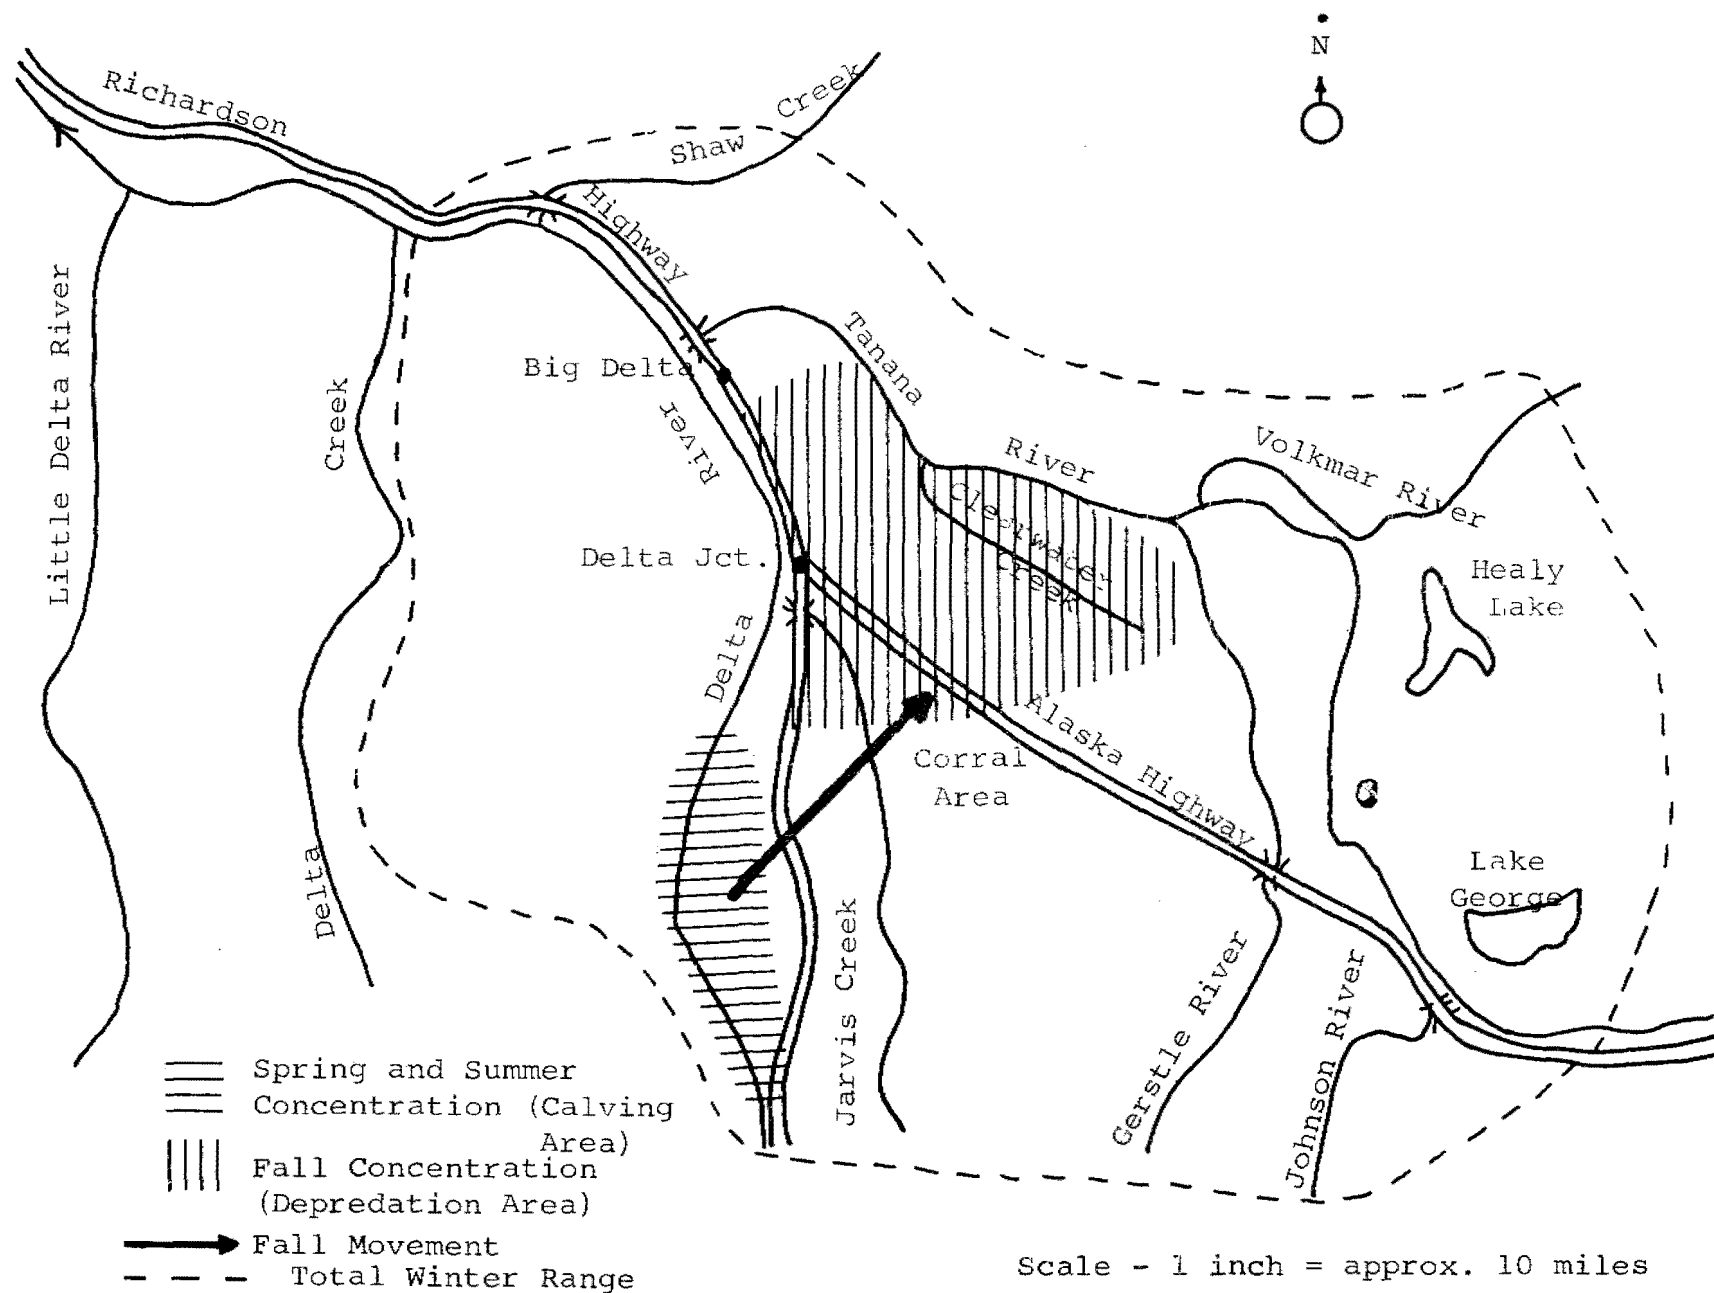 N
Richardson
Highway
Shaw Creek
Little Delta River
Delta Creek
Big Delta
Tanana River
Volkmar River
Delta River
Clearwater
Creek
Delta Jct.
Healy
Lake
Alaska Highway
Corral
Area
Lake
George
Jarvis Creek
Gerstle River
Johnson River
Spring and Summer
Concentration (Calving
Area)
Fall Concentration
(Depredation Area)
Fall Movement
Total Winter Range
Scale - 1 inch = approx. 10 miles